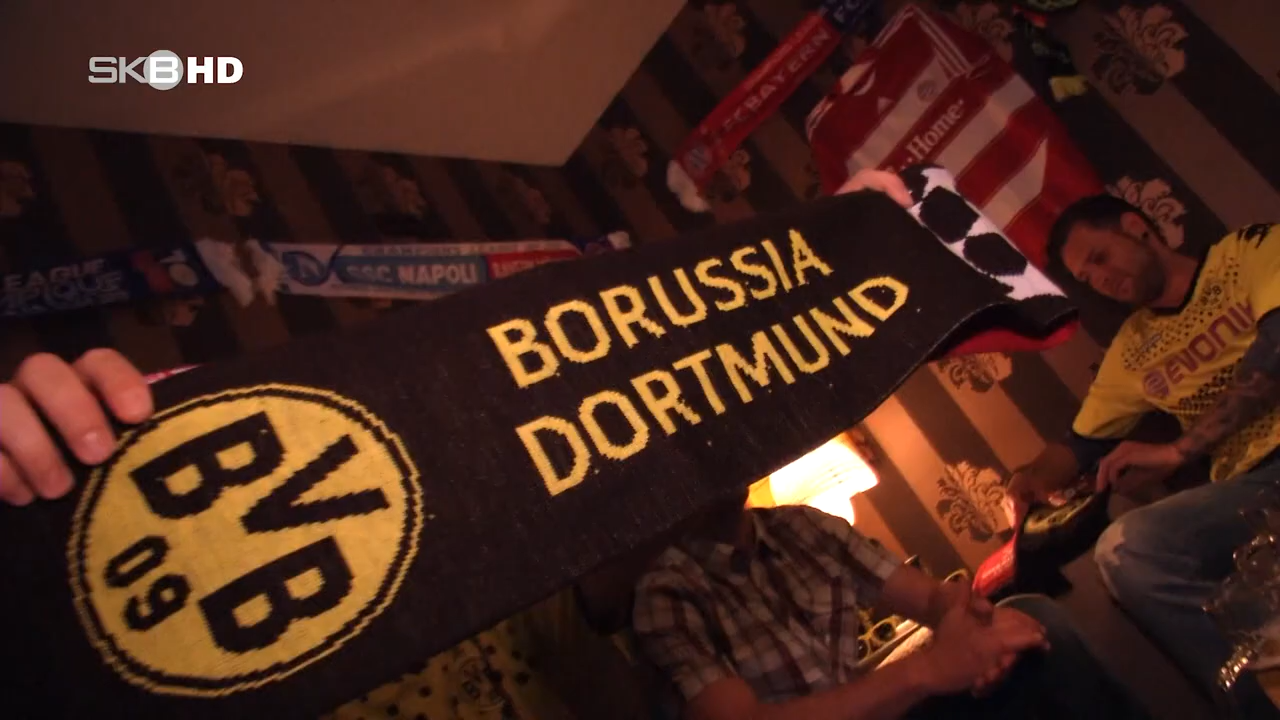 SKB HD
FC BAYERN
·Home·
LEAGUE
N
SSC NAPOLI
BORUSSIA
DORTMUND
EVONIK
BVB
09